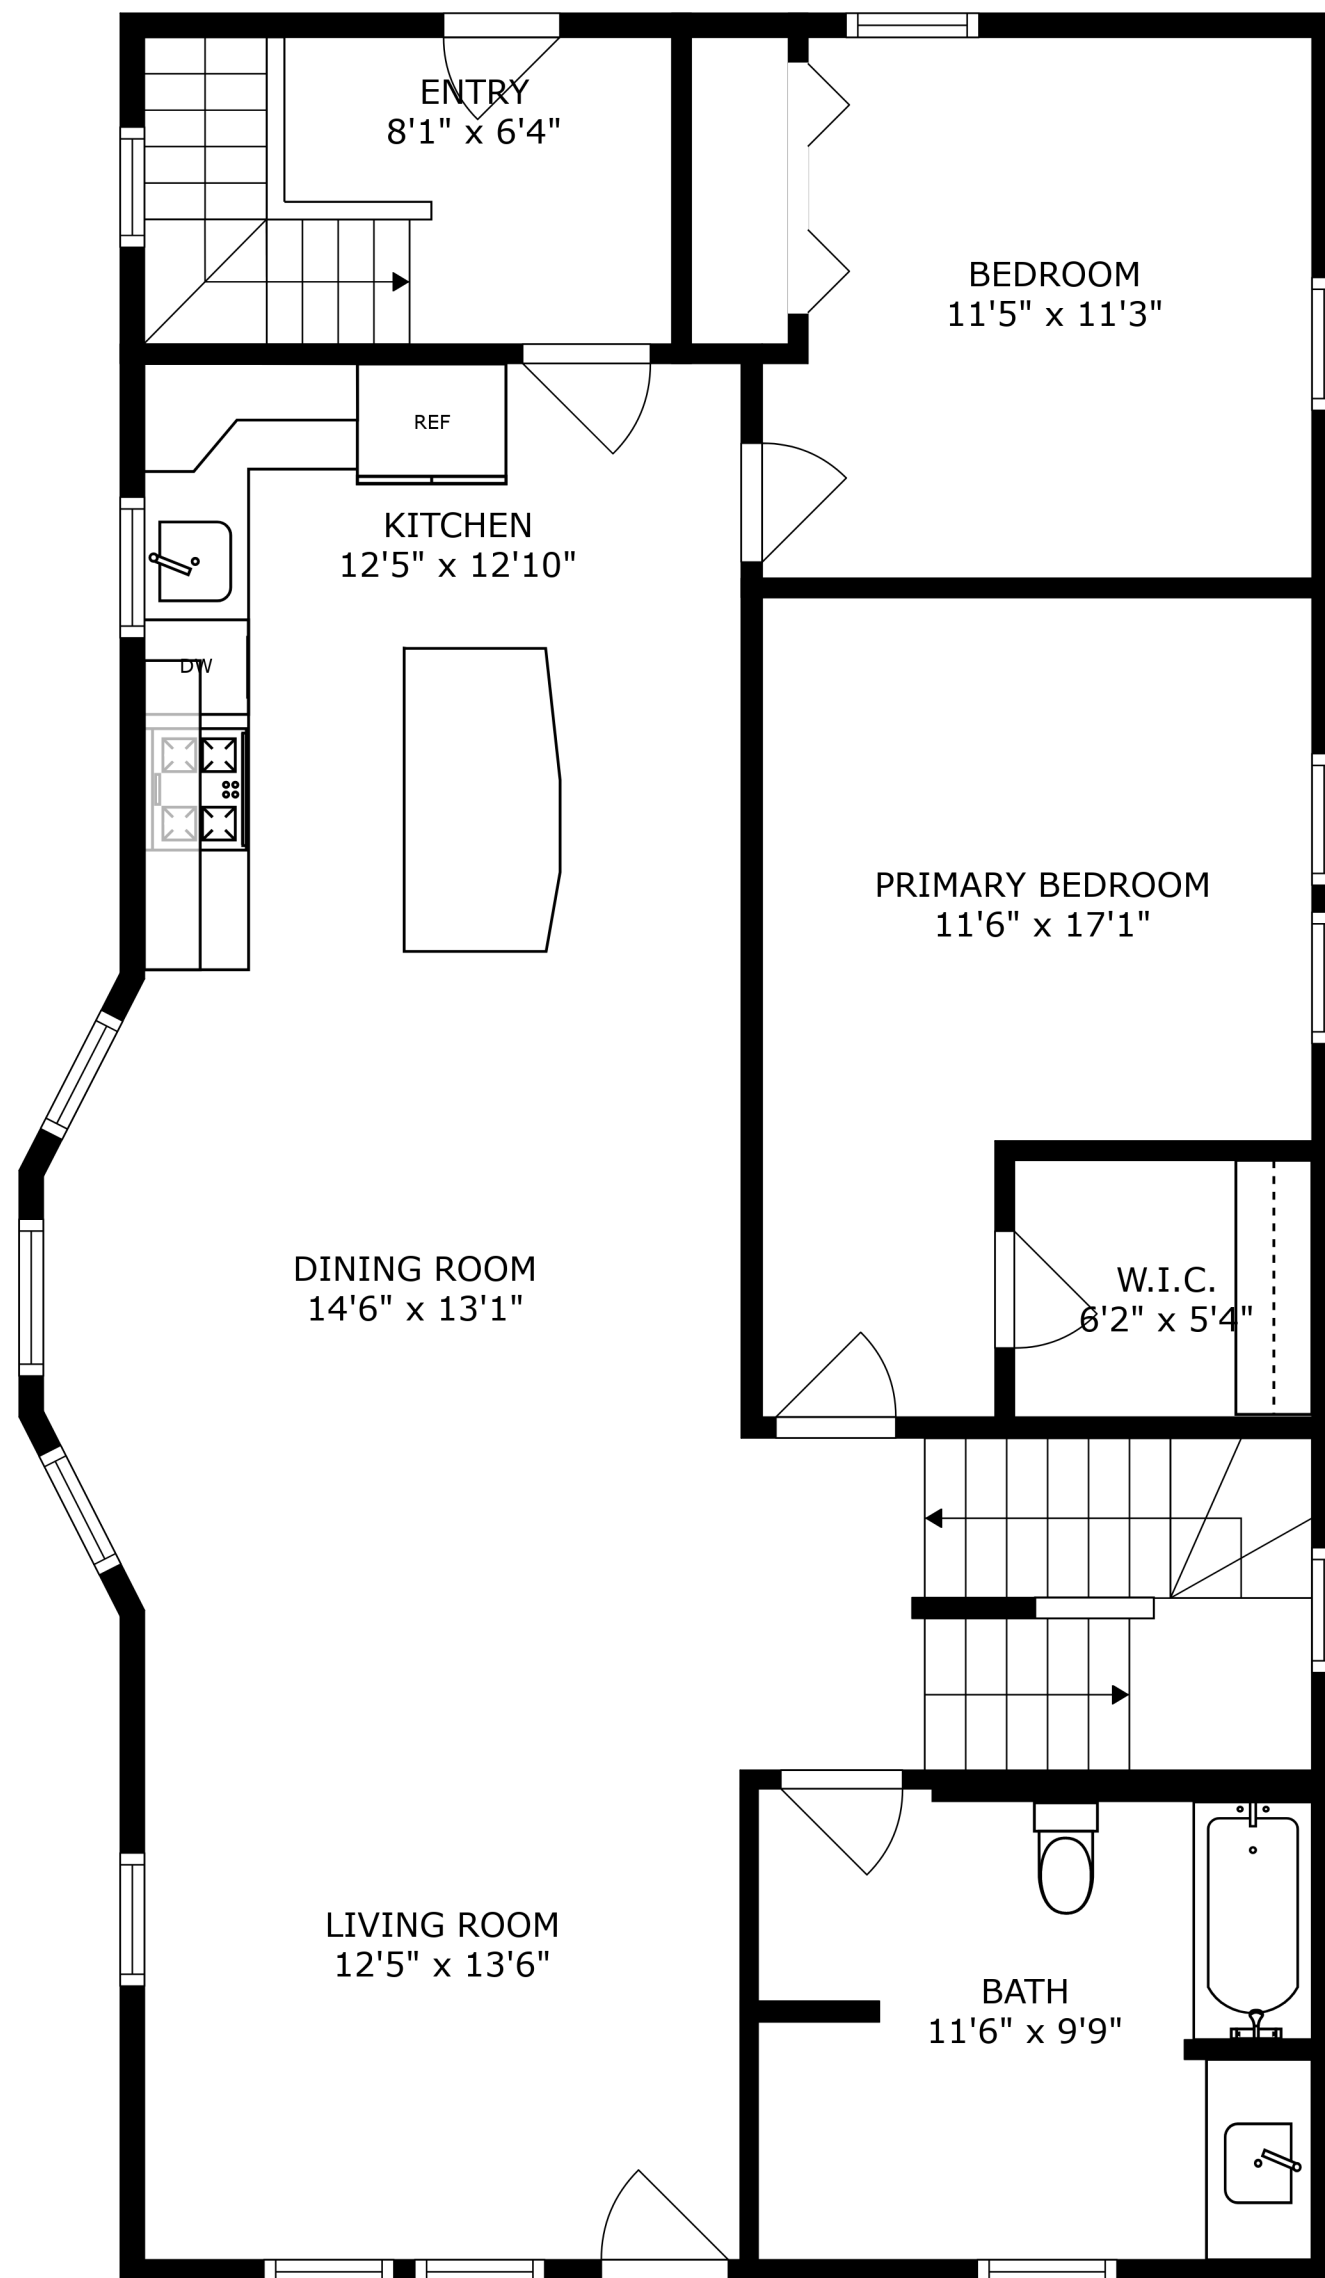 ENTRY
8'1" x 6'4"
BEDROOM
11'5" x 11'3"
REF
KITCHEN
12'5" x 12'10"
DW
PRIMARY BEDROOM
11'6" x 17'1"
DINING ROOM
14'6" x 13'1"
W.I.C.
6'2" x 5'4"
LIVING ROOM
12'5" x 13'6"
BATH
11'6" x 9'9"